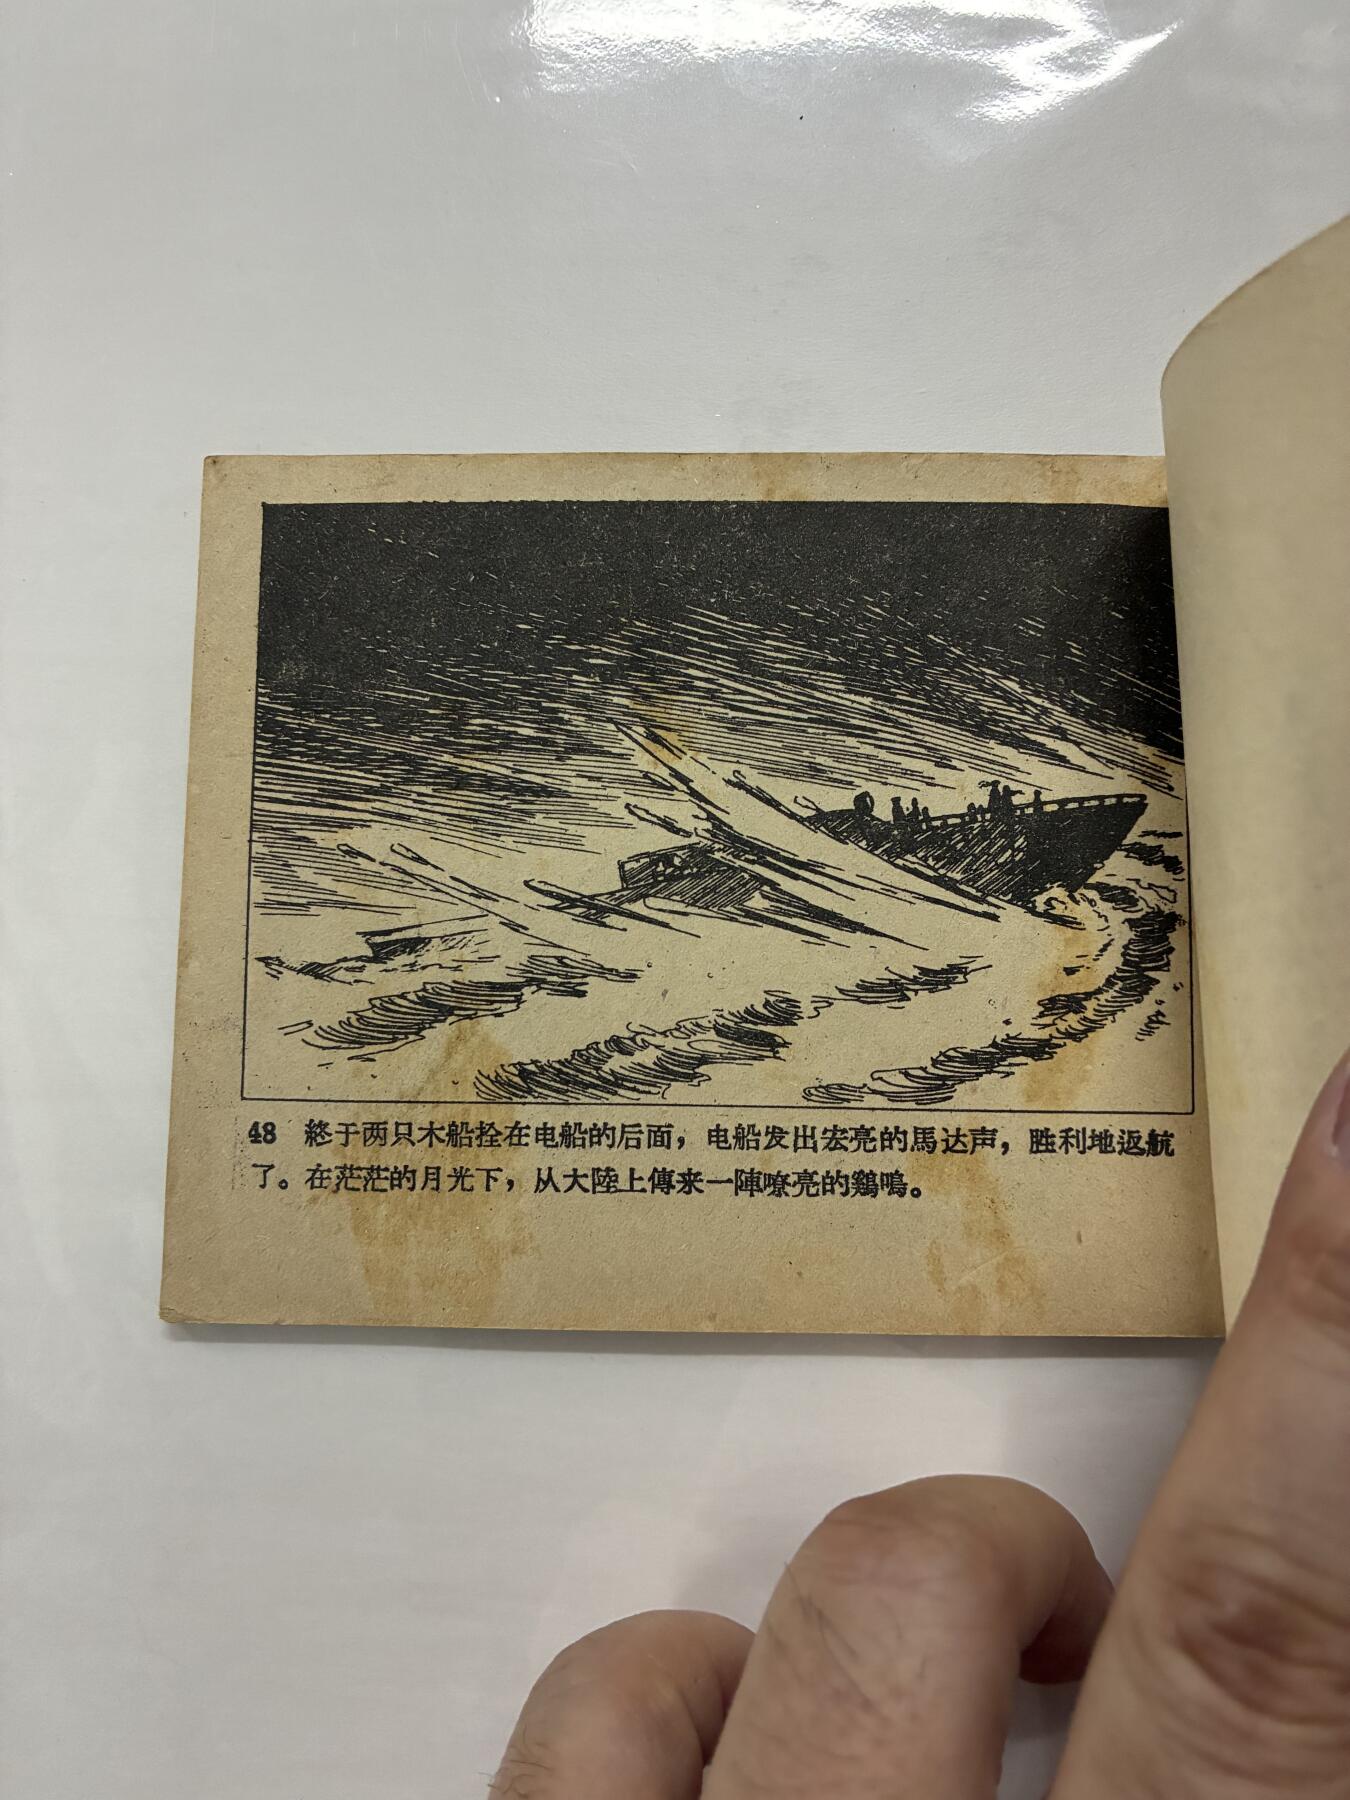 48 終于两只木船拴在电船的后面，电船发出宏亮的馬达声，胜利地返航
了。在茫茫的月光下，从大陸上傳来一陣嘹亮的鷄鳴。